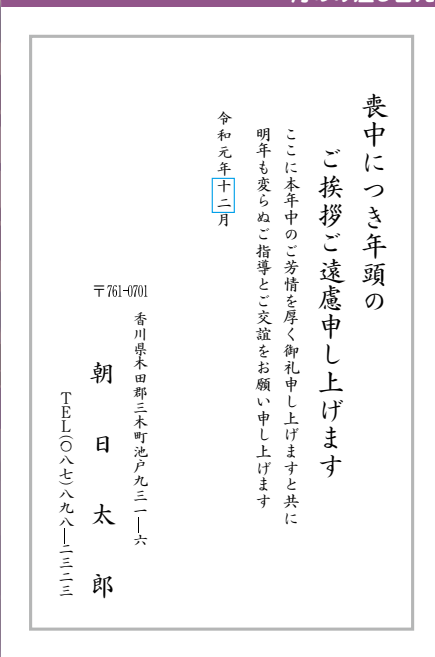 喪中につき年頭の
ご挨拶ご遠慮申し上げます
ここに本年中のご芳情を厚く御礼申し上げますと共に
明年も変らぬご指導とご交誼をお願い申し上げます
令和元年十二月
〒761-0701
香川県木田郡三木町池戸九三一―六
朝日太郎
TEL(〇八七)八九八―二三二三